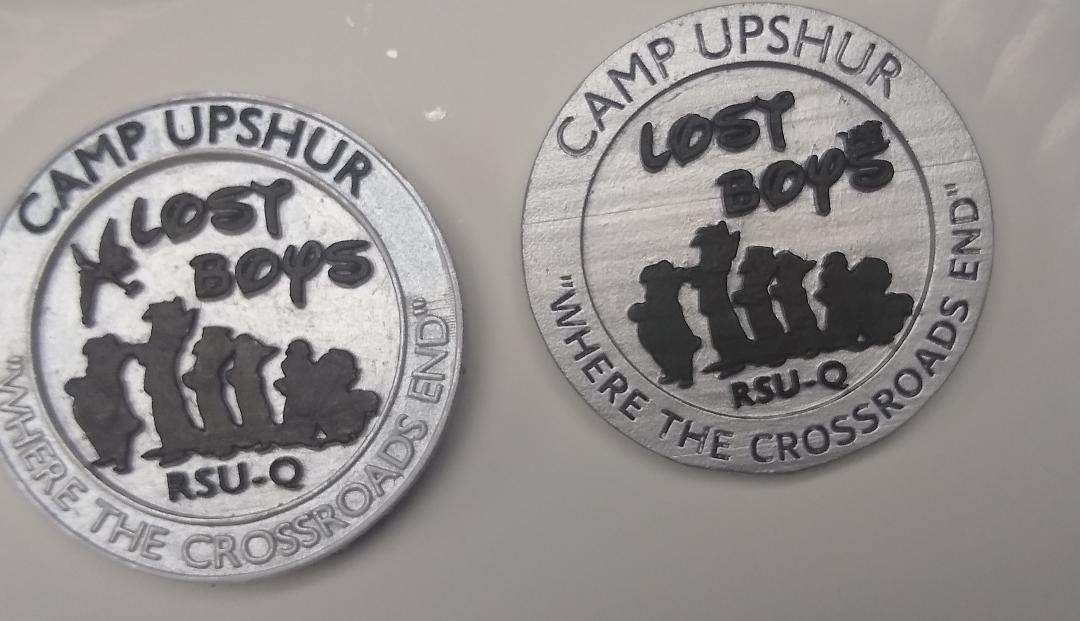 CAMP UPSHUR
LOST
BOYS
RSU-Q
"WHERE THE CROSSROADS END"
CAMP UPSHUR
LOST
BOYS
RSU-Q
"WHERE THE CROSSROADS END"